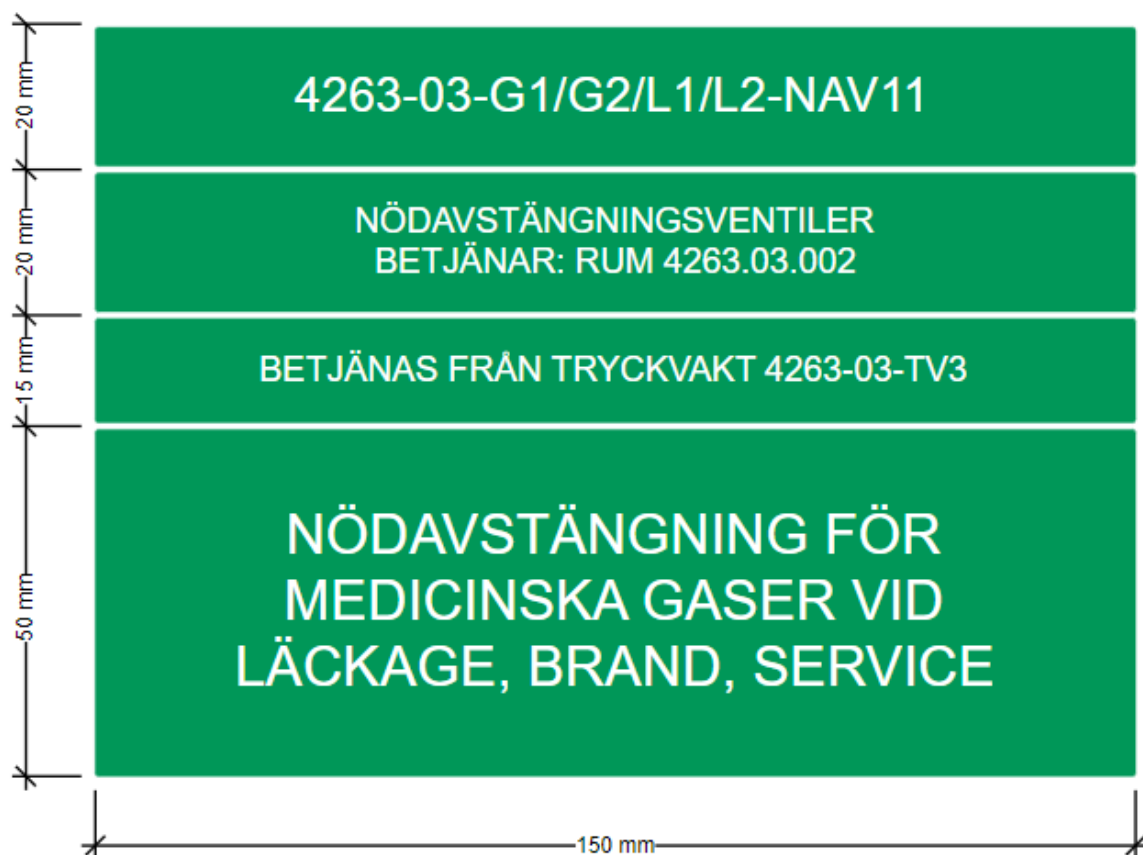 20 mm
4263-03-G1/G2/L1/L2-NAV11
20 mm
NÖDAVSTÄNGNINGSVENTILER
BETJÄNAR: RUM 4263.03.002
15 mm
BETJÄNAS FRÅN TRYCKVAKT 4263-03-TV3
50 mm
NÖDAVSTÄNGNING FÖR
MEDICINSKA GASER VID
LÄCKAGE, BRAND, SERVICE
150 mm